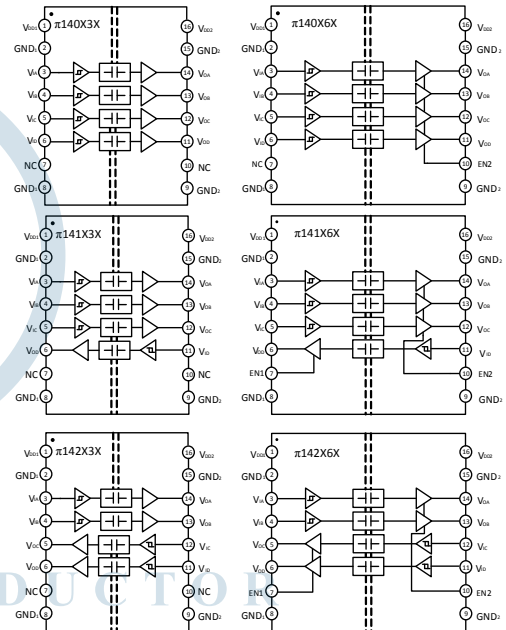 π140X3X
VDD1 1
16 VDD2
GND1 2
15 GND2
VIA 3
14 VOA
VIB 4
13 VOB
VIC 5
12 VOC
VID 6
11 VOD
NC 7
10 NC
GND1 8
9 GND2
π140X6X
VDD1 1
16 VDD2
GND1 2
15 GND2
VIA 3
14 VOA
VIB 4
13 VOB
VIC 5
12 VOC
VID 6
11 VOD
NC 7
10 EN2
GND1 8
9 GND2
π141X3X
VDD1 1
16 VDD2
GND1 2
15 GND2
VIA 3
14 VOA
VIB 4
13 VOB
VIC 5
12 VOC
VOD 6
11 VID
NC 7
10 NC
GND1 8
9 GND2
π141X6X
VDD1 1
16 VDD2
GND1 2
15 GND2
VIA 3
14 VOA
VIB 4
13 VOB
VIC 5
12 VOC
VOD 6
11 VID
EN1 7
10 EN2
GND1 8
9 GND2
π142X3X
VDD1 1
16 VDD2
GND1 2
15 GND2
VIA 3
14 VOA
VIB 4
13 VOB
VOC 5
12 VIC
VOD 6
11 VID
NC 7
10 NC
GND1 8
9 GND2
π142X6X
VDD1 1
16 VDD2
GND1 2
15 GND2
VIA 3
14 VOA
VIB 4
13 VOB
VOC 5
12 VIC
VOD 6
11 VID
EN1 7
10 EN2
GND1 8
9 GND2
DUCTOR